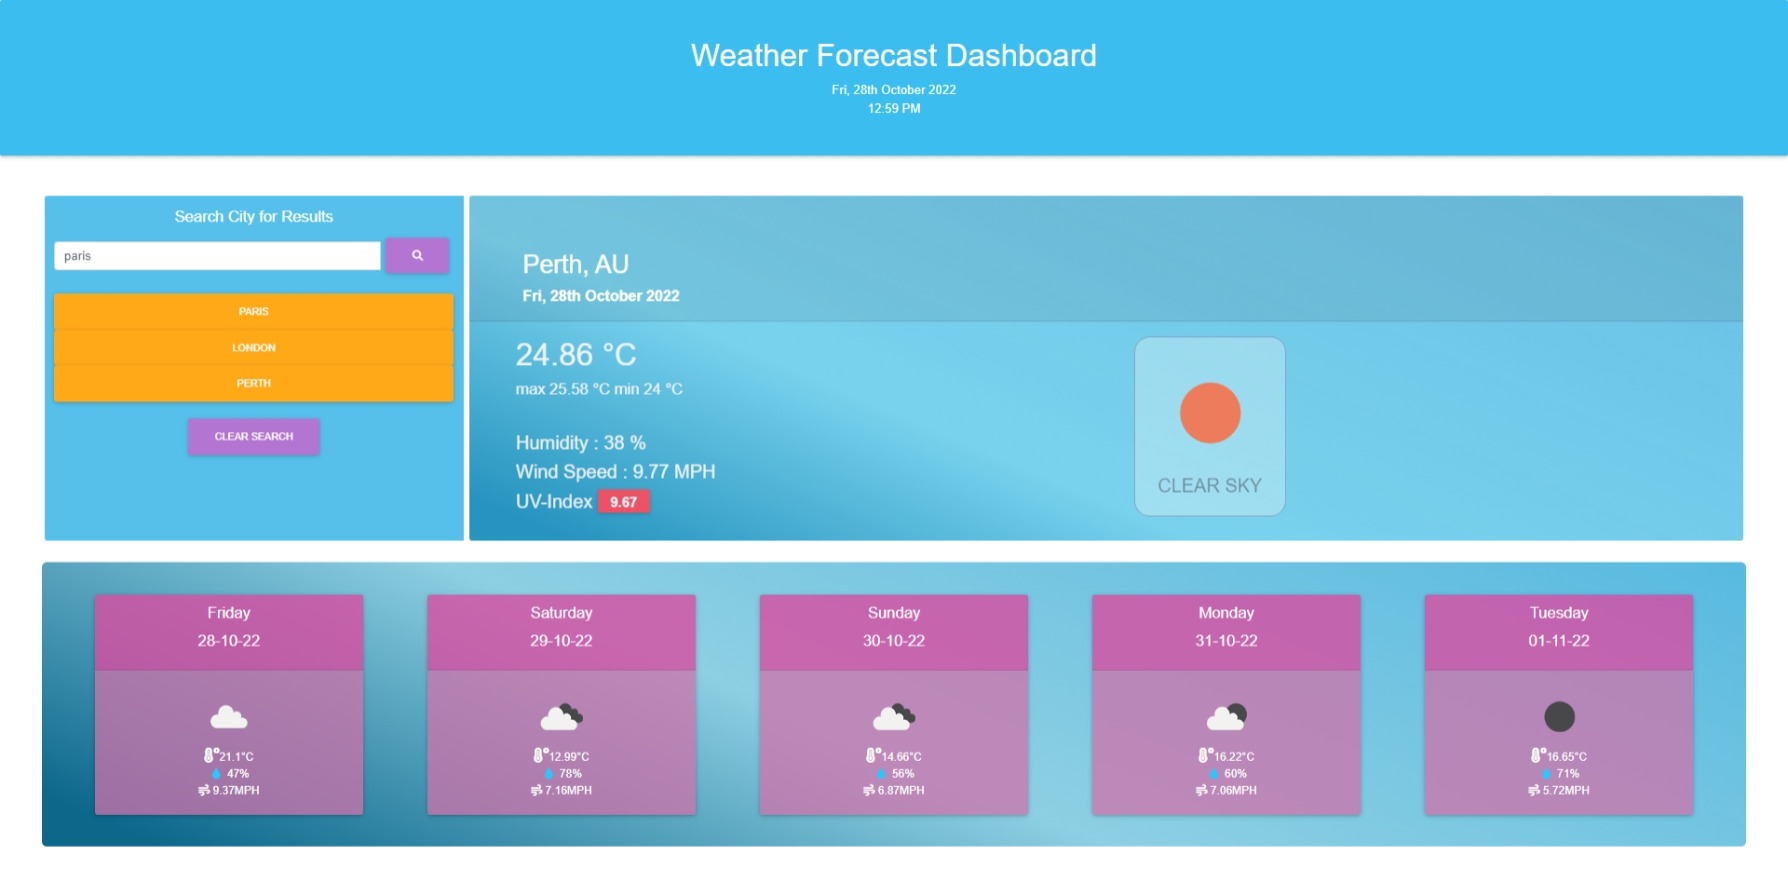 Weather Forecast Dashboard
Fri, 28th October 2022
12:59 PM
Search City for Results
paris
PARIS
LONDON
PERTH
CLEAR SEARCH
Perth, AU
Fri, 28th October 2022
24.86 °C
max 25.58 °C min 24 °C
Humidity : 38 %
Wind Speed : 9.77 MPH
UV-Index 9.67
CLEAR SKY
Friday
28-10-22
21.1°C
47%
9.37MPH
Saturday
29-10-22
12.99°C
78%
7.16MPH
Sunday
30-10-22
14.66°C
56%
6.87MPH
Monday
31-10-22
16.22°C
60%
7.06MPH
Tuesday
01-11-22
16.65°C
71%
5.72MPH